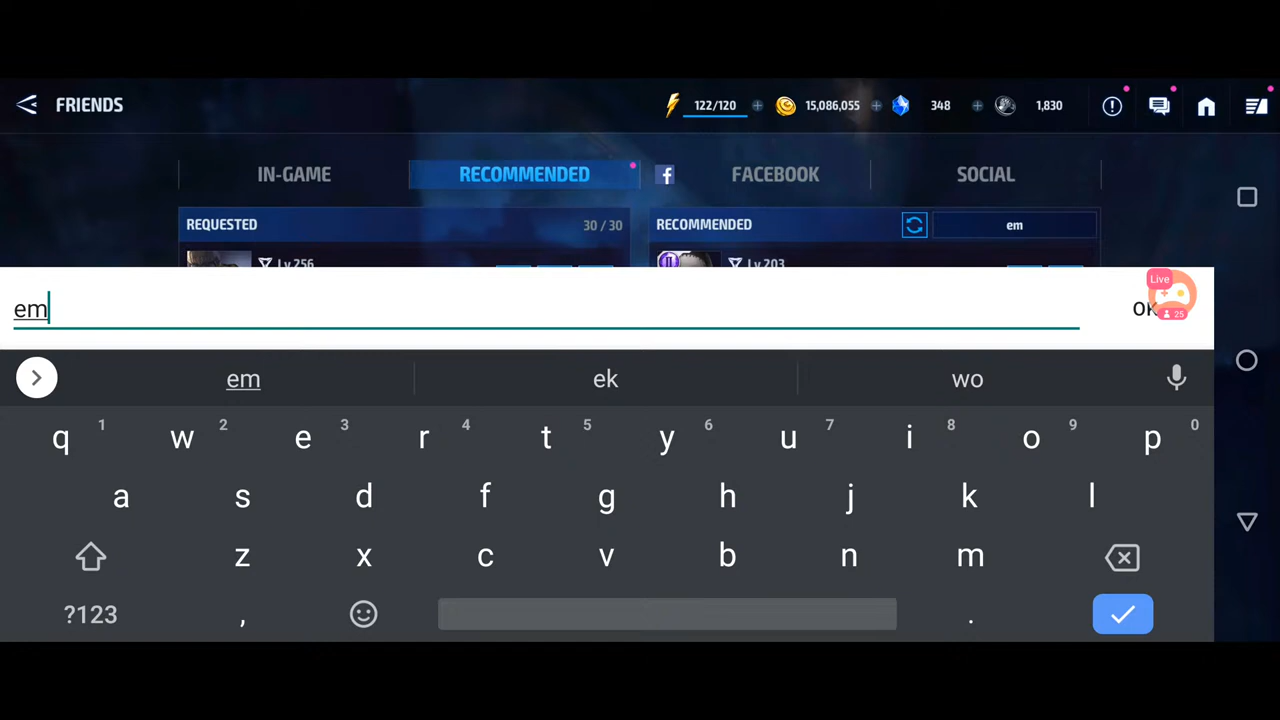 FRIENDS 122/120 15,086,055 348 1,830
IN-GAME RECOMMENDED f FACEBOOK SOCIAL
REQUESTED 30 / 30 RECOMMENDED em
Lv.256 Lv.203
Live
em OK
25
em ek wo
q 1 w 2 e 3 r 4 t 5 y 6 u 7 i 8 o 9 p 0
a s d f g h j k l
z x c v b n m
?123 , .